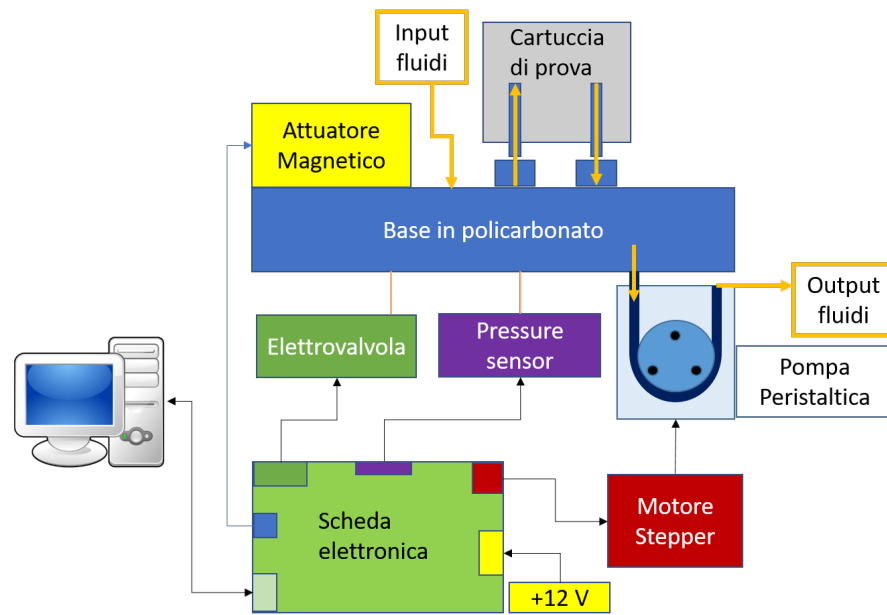 Input
fluidi
Cartuccia
di prova
Attuatore
Magnetico
Base in policarbonato
Output
fluidi
Elettrovalvola
Pressure
sensor
Pompa
Peristaltica
Scheda
elettronica
Motore
Stepper
+12 V